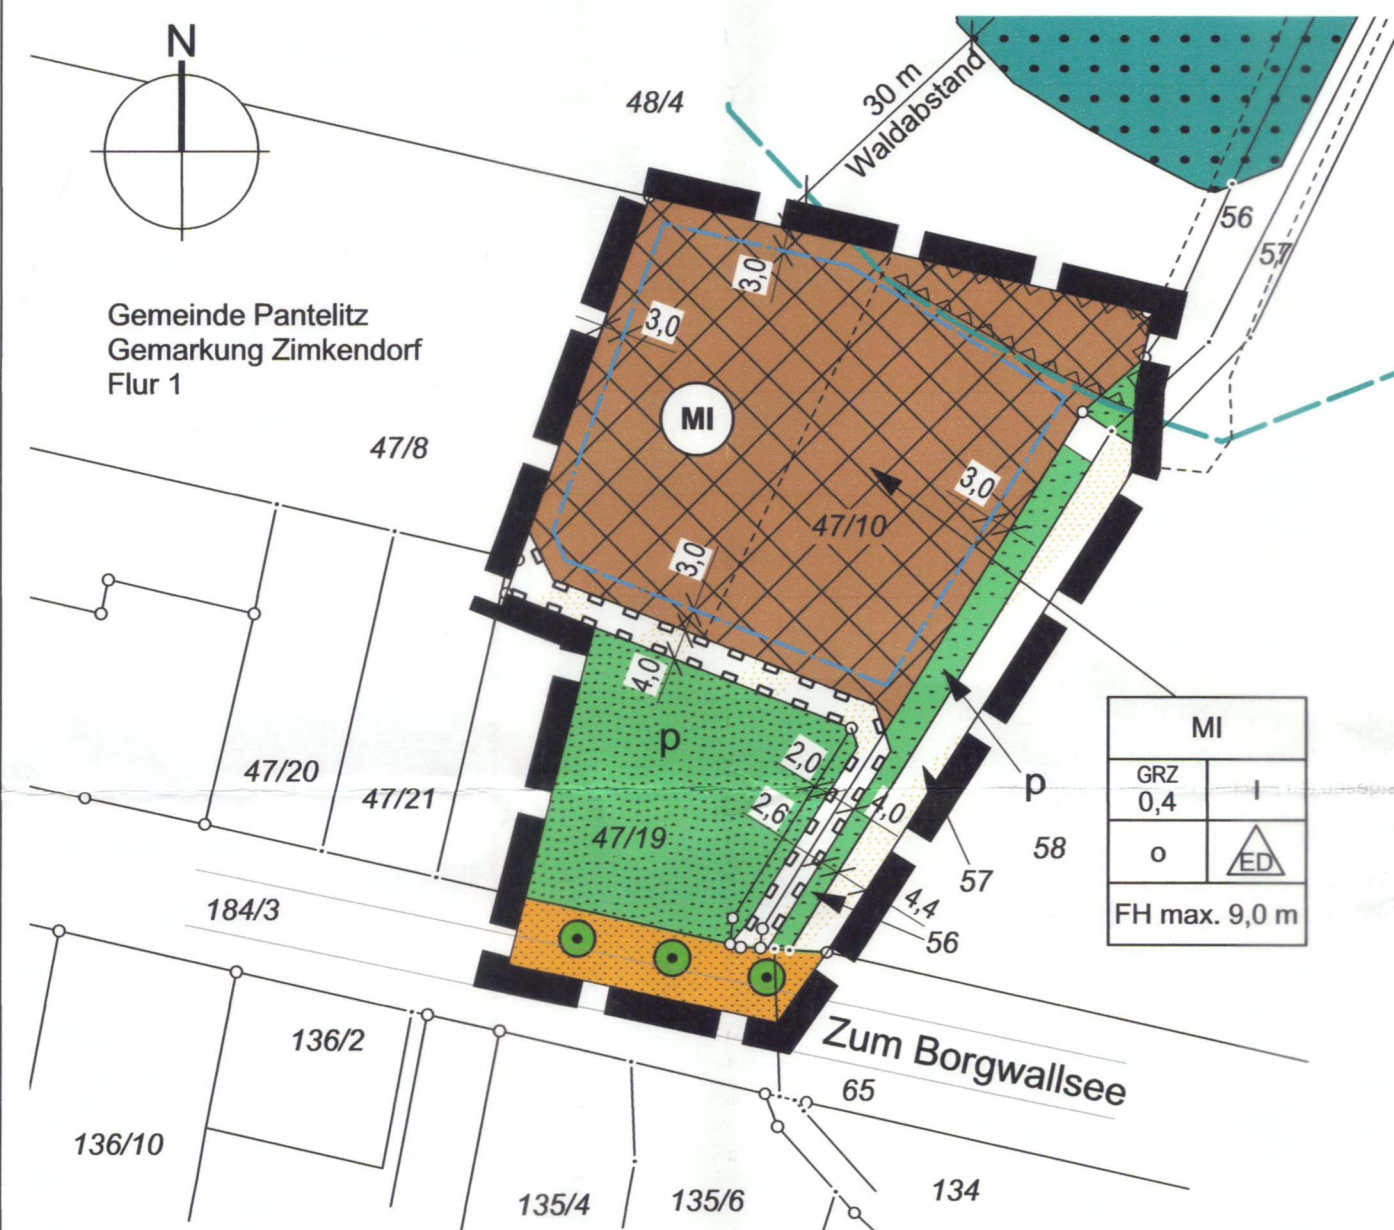 N
48/4
30 m
Waldabstand
56
57
Gemeinde Pantelitz
Gemarkung Zimkendorf
Flur 1
3,0
3,0
MI
47/8
3,0
47/10
3,0
4,0
p
2,0
47/20
47/21
2,6
4,0
p
47/19
58
57
MI
GRZ
0,4
I
o
ED
FH max. 9,0 m
184/3
4,4
56
136/2
Zum Borgwallsee
65
136/10
135/4
135/6
134